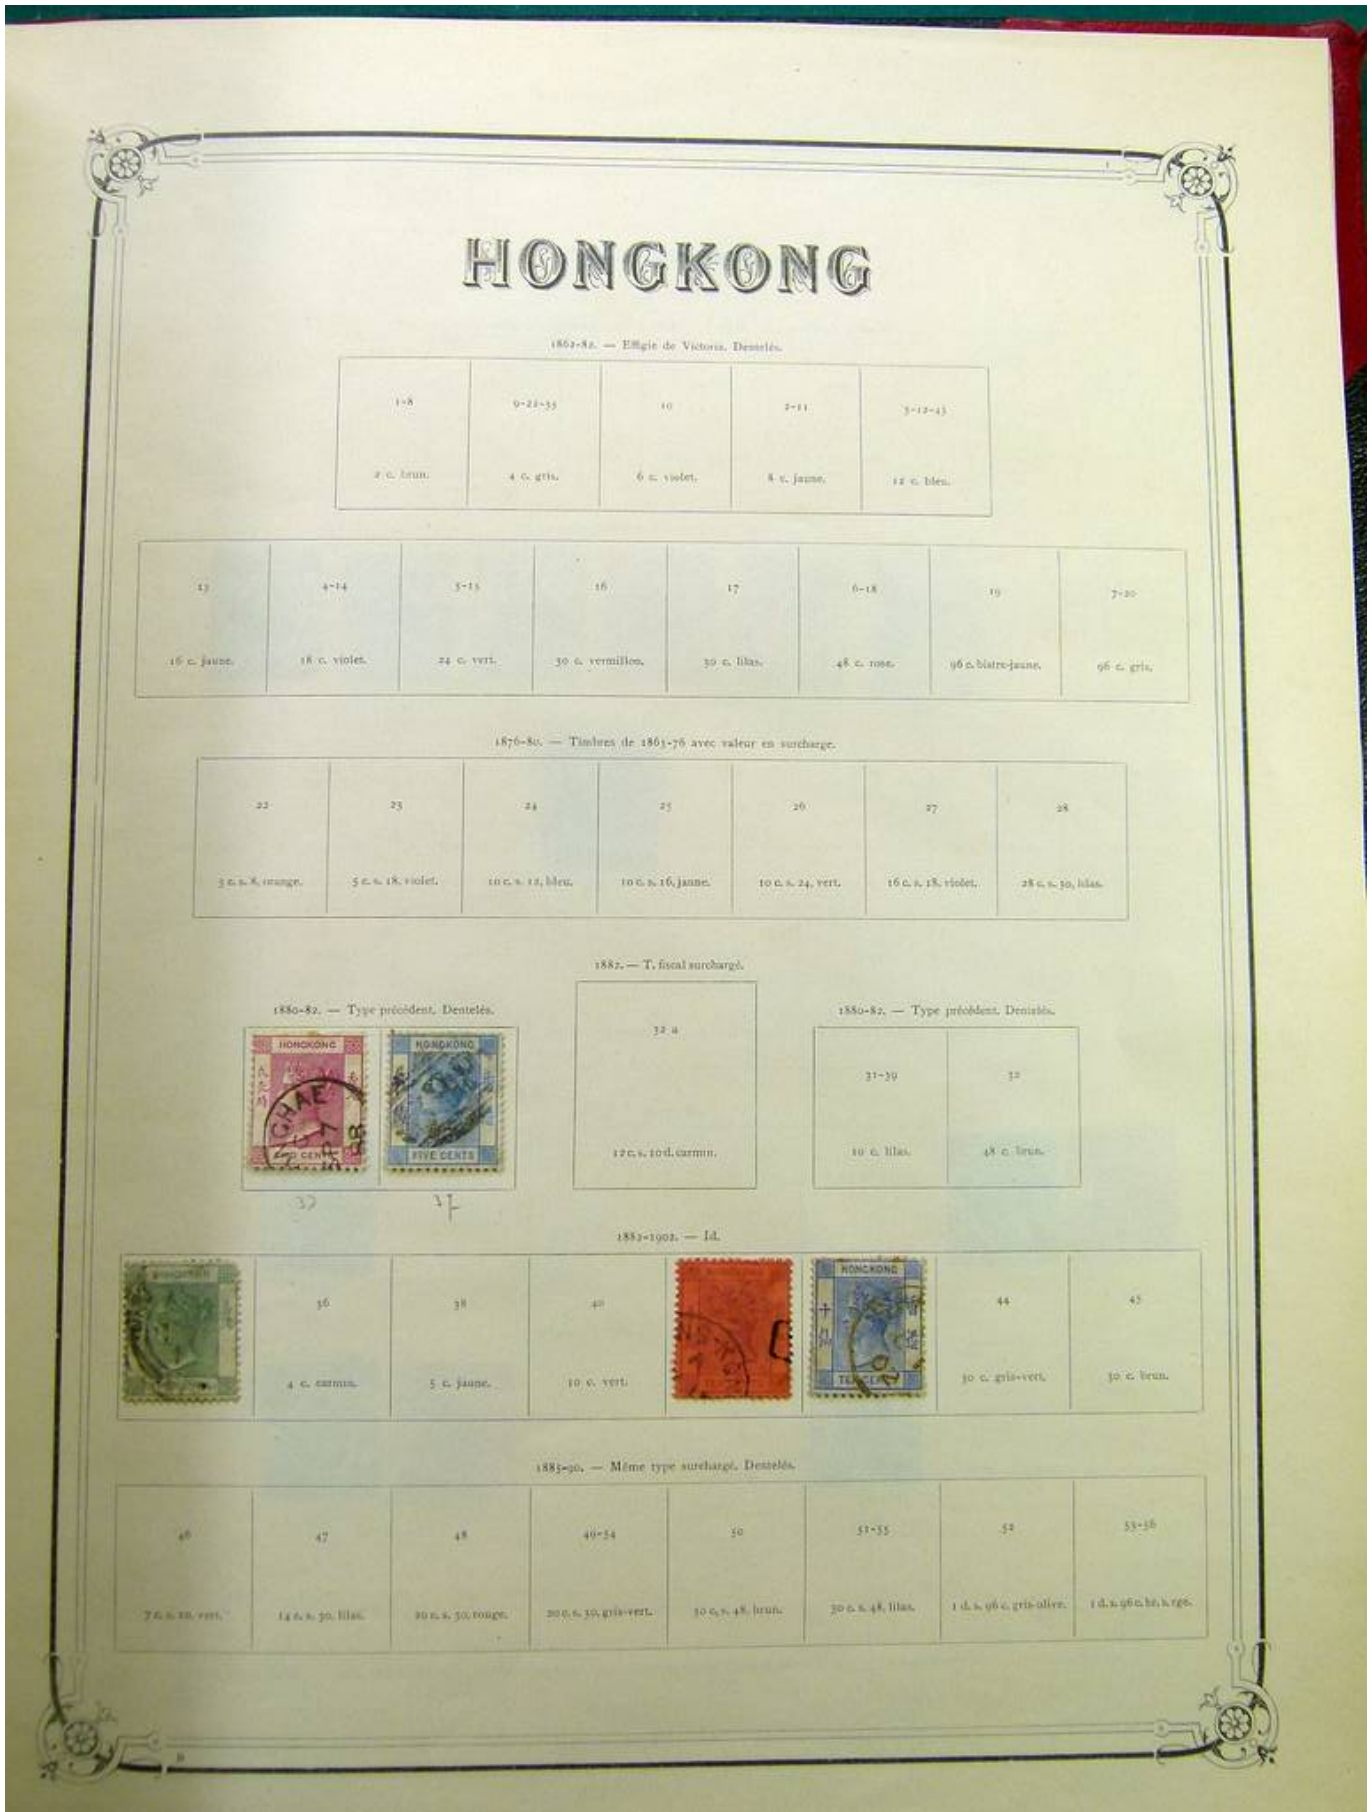 HONGKONG
1862-82. — Effigie de Victoria. Dentelés.
1-8 9-22-35 10 2-11 3-12-43
2 c. brun. 4 c. gris. 6 c. violet. 8 c. jaune. 12 c. bleu.
13 4-14 5-15 16 17 6-18 19 7-20
16 c. jaune. 18 c. violet. 24 c. vert. 30 c. vermillon. 30 c. lilas. 48 c. rose. 96 c. bistre-jaune. 96 c. gris.
1876-80. — Timbres de 1863-76 avec valeur en surcharge.
22 23 24 25 26 27 28
3 c. s. 8, orange. 5 c. s. 18, violet. 10 c. s. 12, bleu. 10 c. s. 16, jaune. 10 c. s. 24, vert. 16 c. s. 18, violet. 28 c. s. 30, lilas.
1882. — T. fiscal surchargé.
1880-82. — Type précédent. Dentelés.
1880-82. — Type précédent. Dentelés.
HONGKONG HONGKONG
32 a
31-39 32
FIVE CENTS
12 c. s. 10 d. carmin.
10 c. lilas. 48 c. brun.
37
1882-1902. — Id.
HONGKONG
36 38 40 44 45
十
4 c. carmin. 5 c. jaune. 10 c. vert. 30 c. gris-vert. 30 c. brun.
1885-90. — Même type surchargé. Dentelés.
46 47 48 49-54 50 51-55 52 53-56
7 c. s. 10, vert. 14 c. s. 30, lilas. 20 c. s. 30, rouge. 20 c. s. 30, gris-vert. 50 c. s. 48, brun. 50 c. s. 48, lilas. 1 d. s. 96 c. gris-olive. 1 d. s. 96 c. br. s. rge.